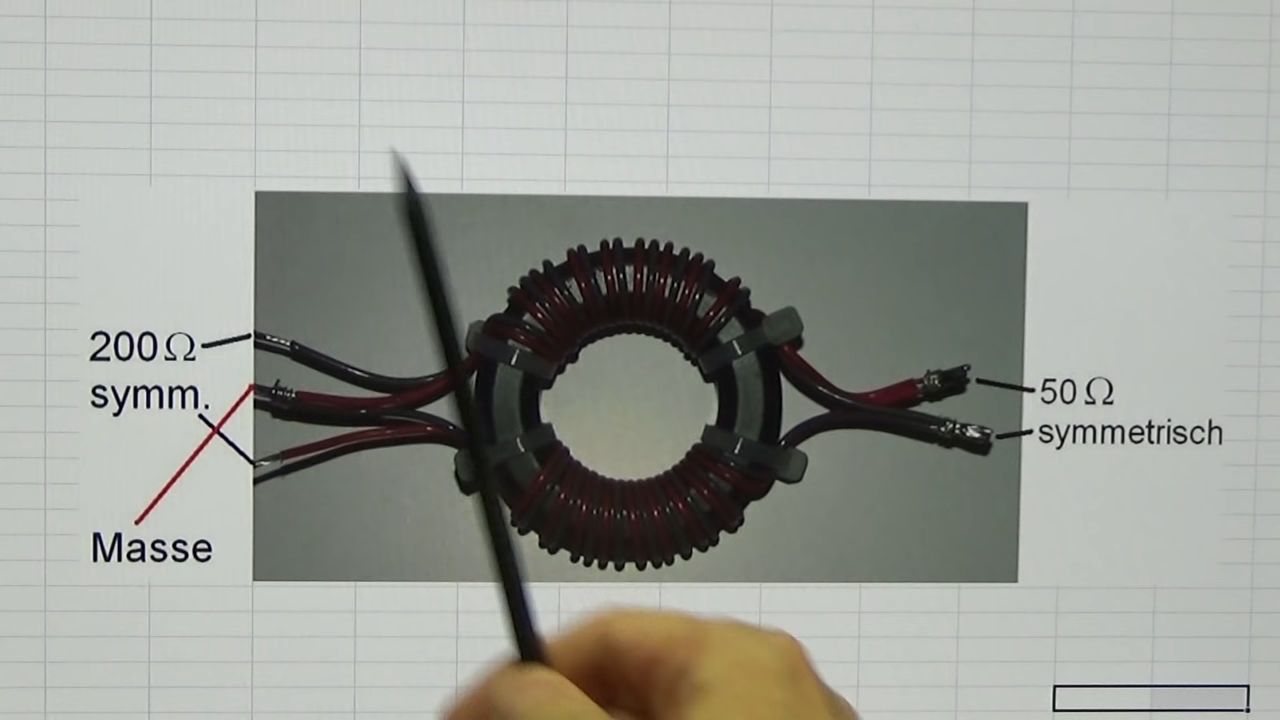 200Ω
symm.
Masse
50Ω
symmetrisch